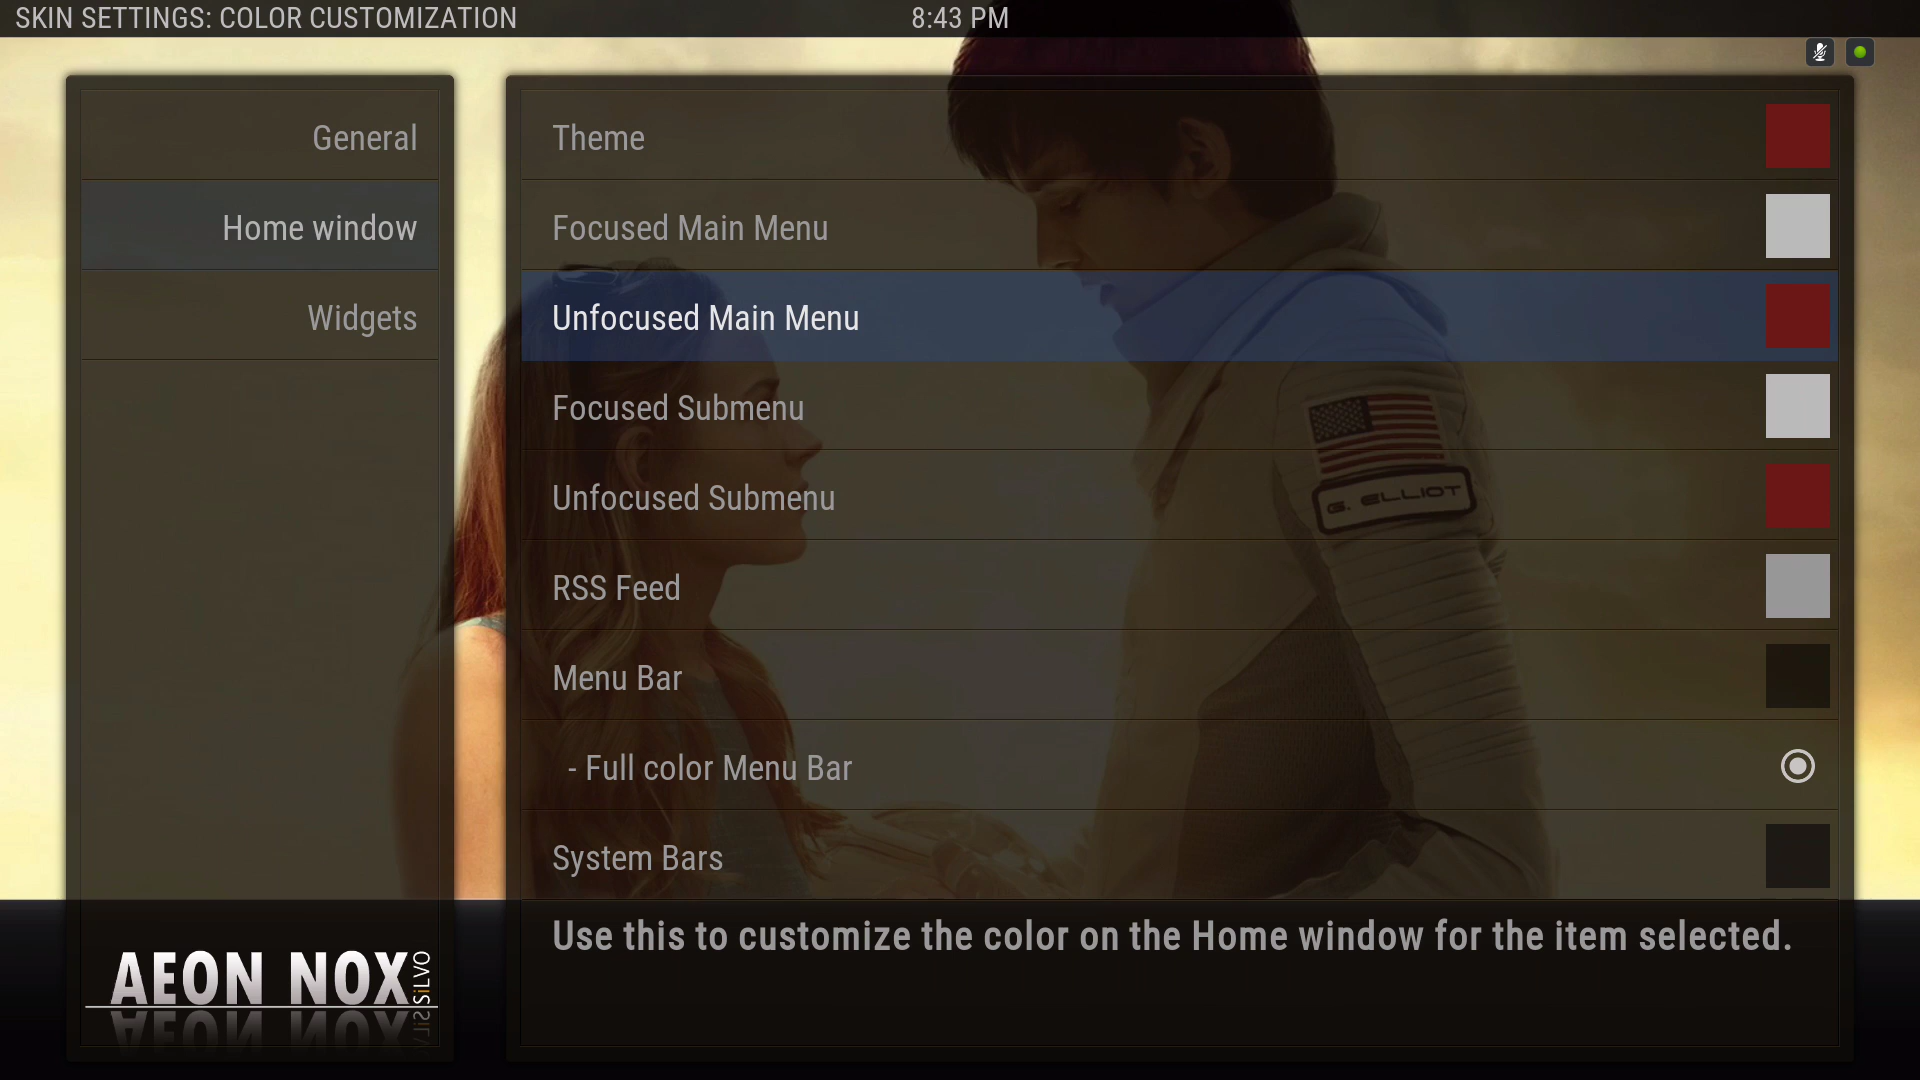 SKIN SETTINGS: COLOR CUSTOMIZATION
8:43 PM
General
Home window
Widgets
Theme
Focused Main Menu
Unfocused Main Menu
Focused Submenu
Unfocused Submenu
RSS Feed
Menu Bar
- Full color Menu Bar
System Bars
G. ELLIOT
Use this to customize the color on the Home window for the item selected.
AEON NOX
SiLVO